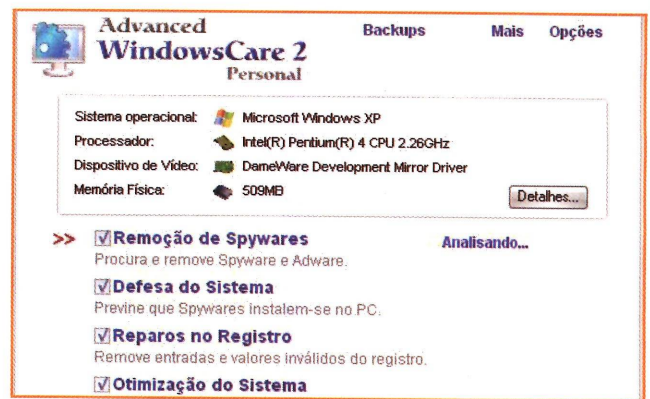 Advanced
WindowsCare 2
Personal
Backups Mais Opções
Sistema operacional: Microsoft Windows XP
Processador: Intel(R) Pentium(R) 4 CPU 2.26GHz
Dispositivo de Vídeo: DameWare Development Mirror Driver
Memória Física: 509MB
Detalhes...
>> Remoção de Spywares Analisando...
Procura e remove Spyware e Adware.
Defesa do Sistema
Previne que Spywares instalem-se no PC.
Reparos no Registro
Remove entradas e valores inválidos do registro.
Otimização do Sistema